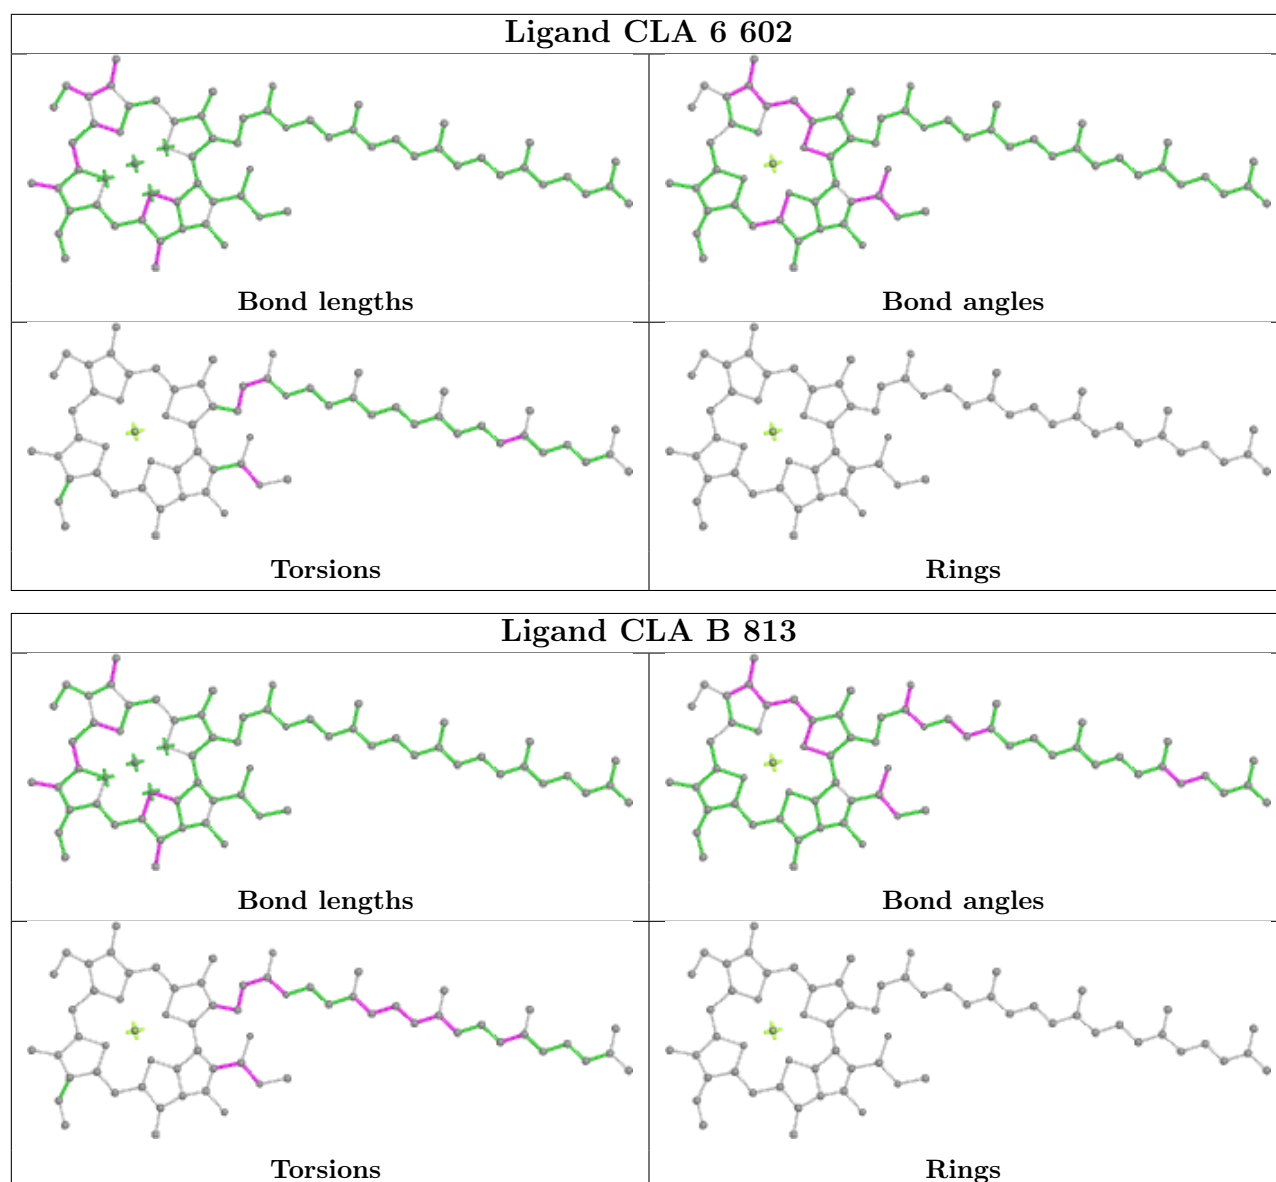 Ligand CLA 6 602
Bond lengths
Bond angles
Torsions
Rings
Ligand CLA B 813
Bond lengths
Bond angles
Torsions
Rings